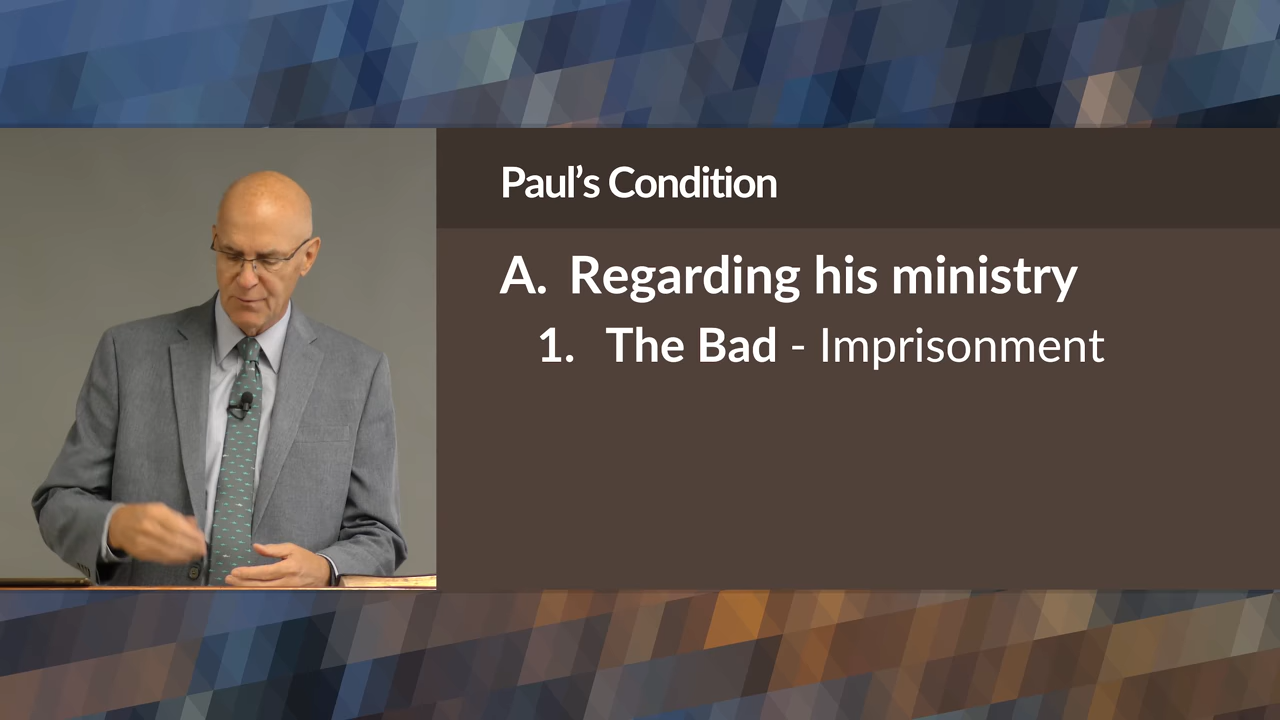 Paul’s Condition
A. Regarding his ministry
1. The Bad - Imprisonment